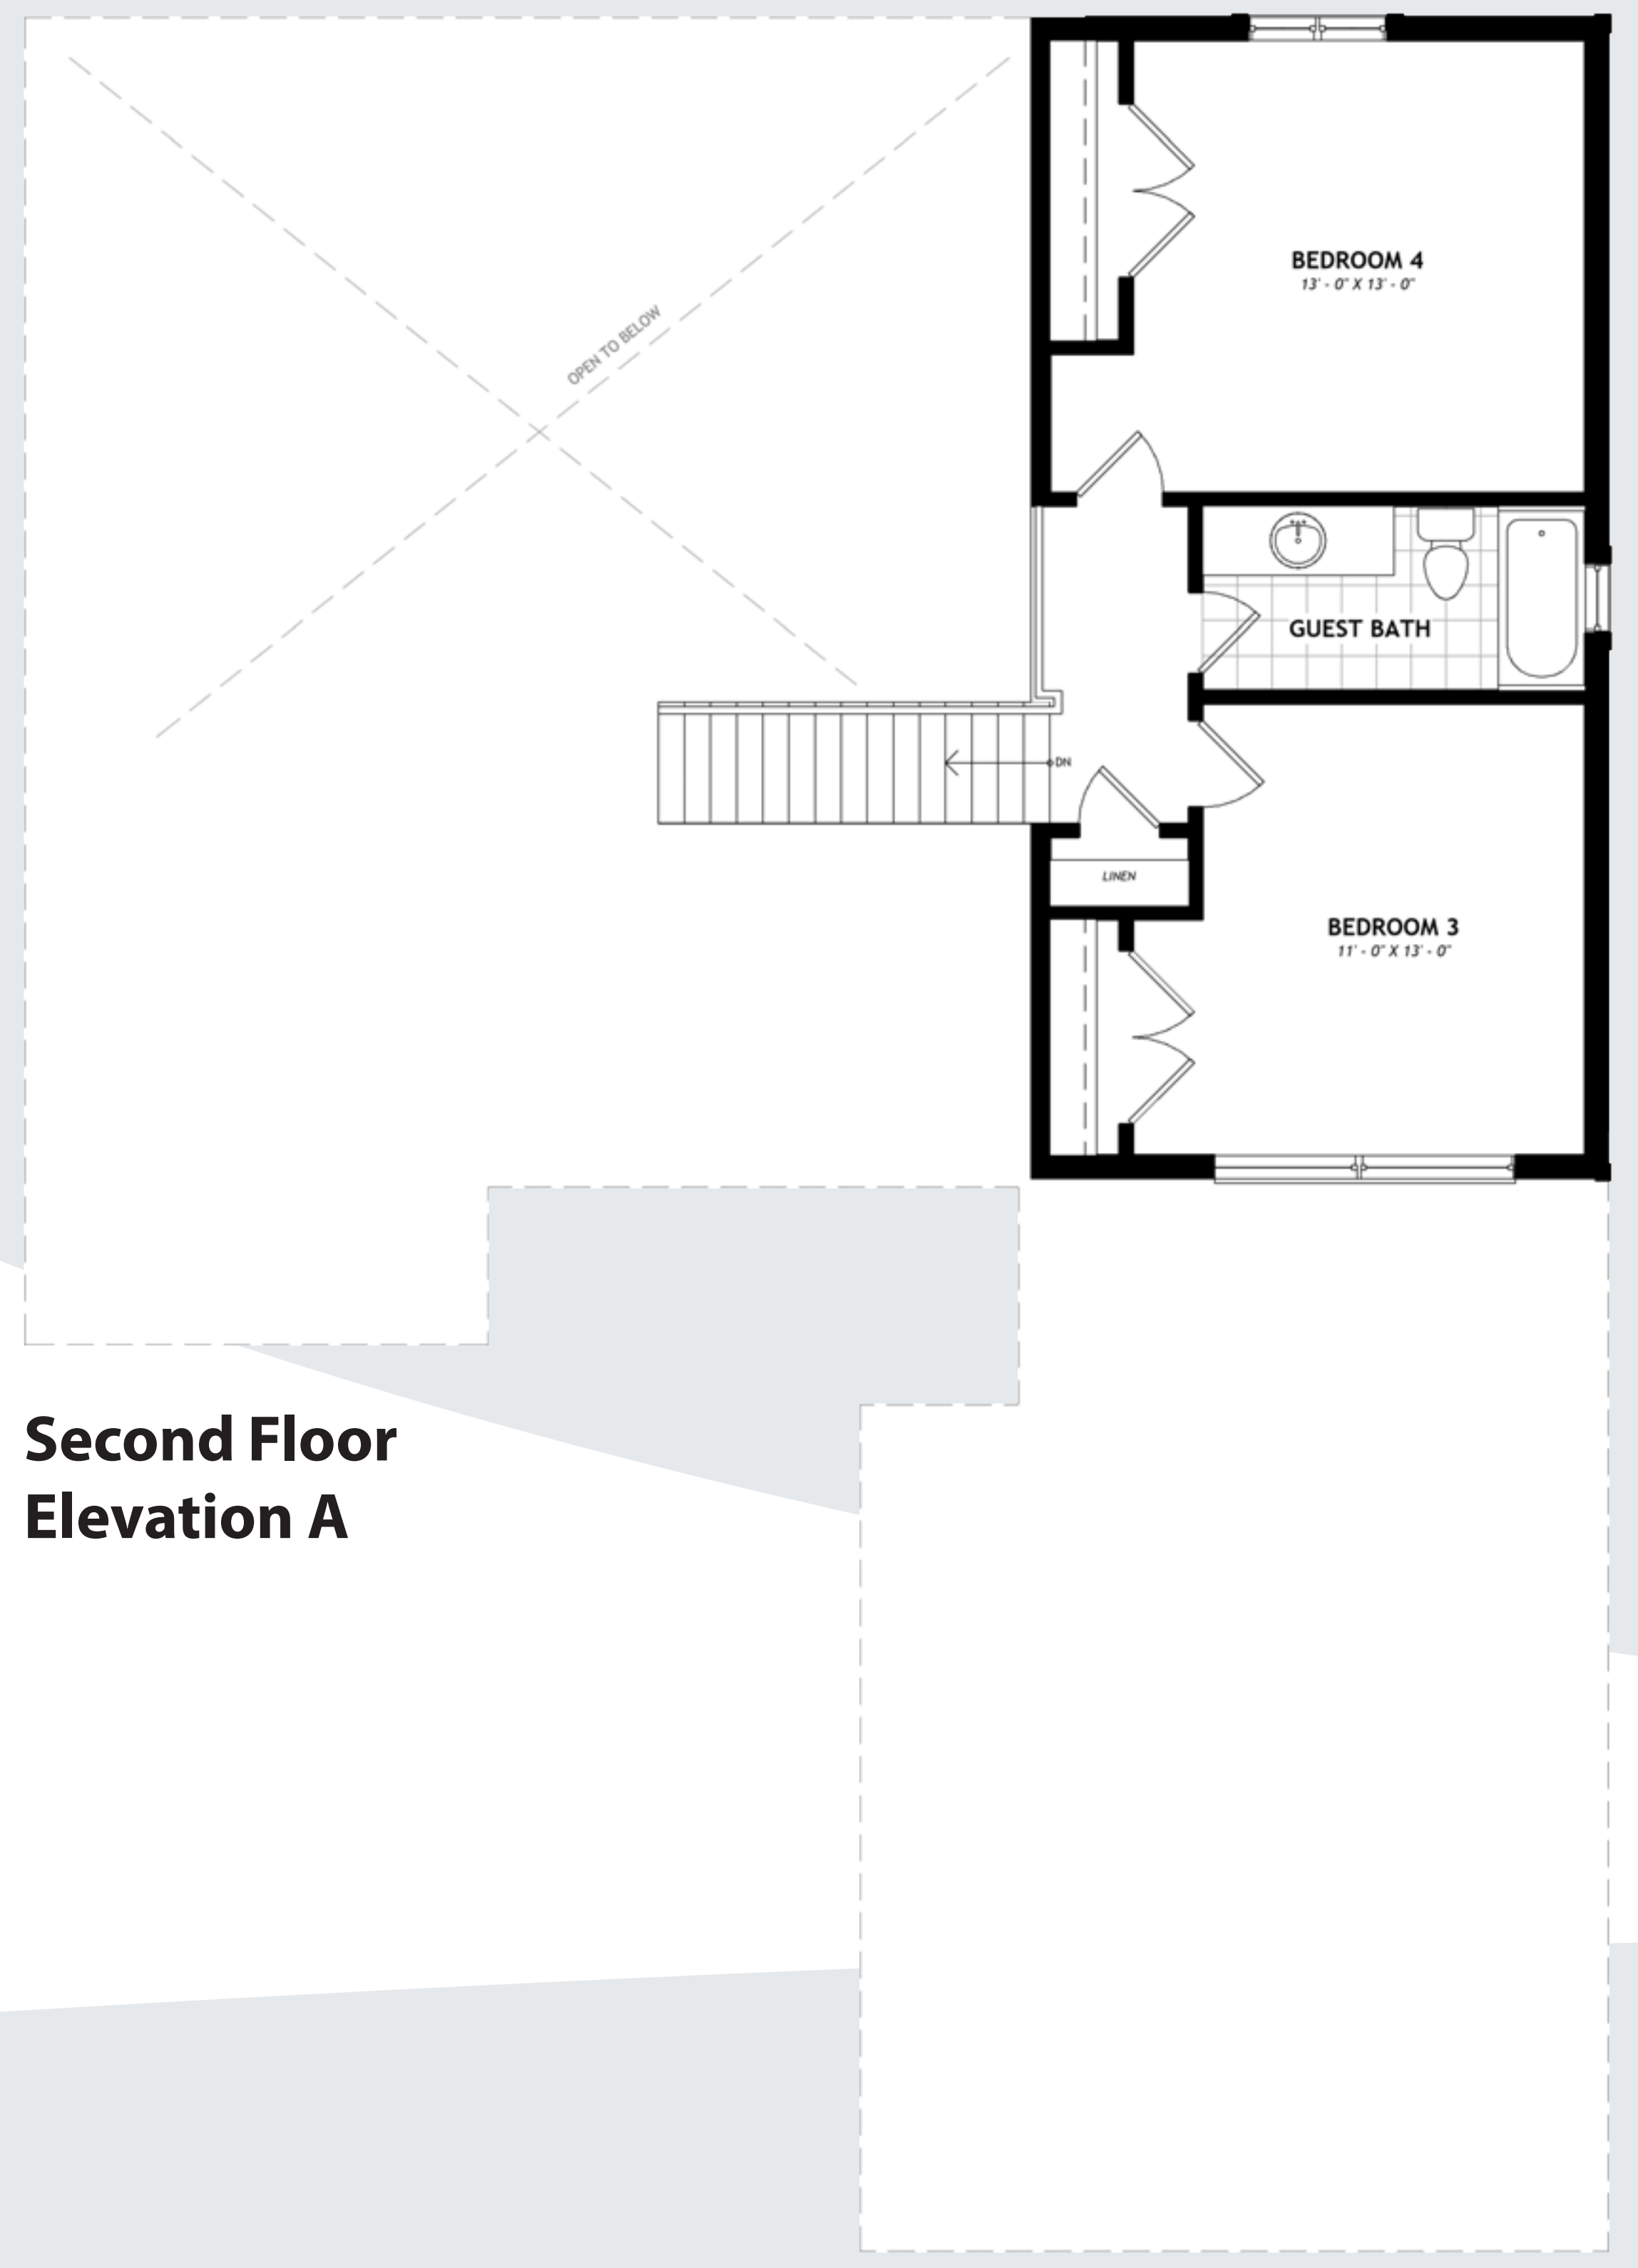 BEDROOM 4
13' - 0" X 13' - 0"
OPEN TO BELOW
GUEST BATH
DN
LINEN
BEDROOM 3
11' - 0" X 13' - 0"
Second Floor
Elevation A